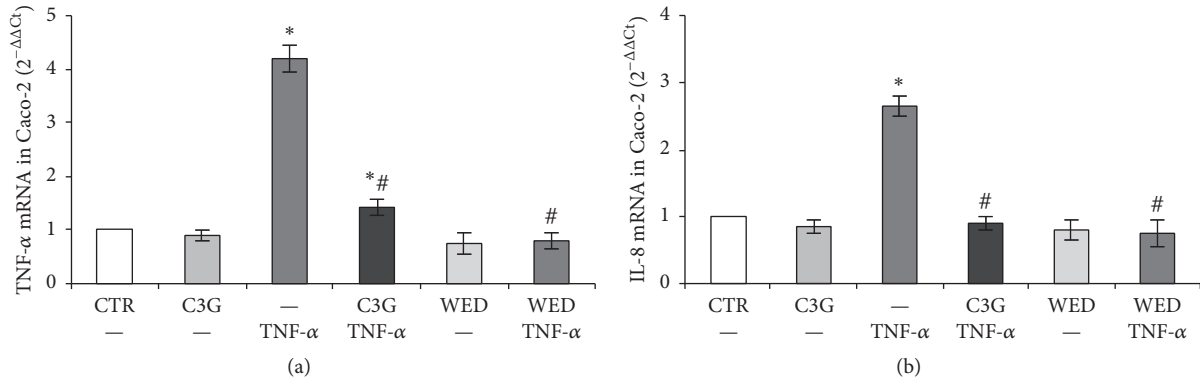 TNF-α mRNA in Caco-2 (2^−ΔΔCt)
5
4
3
2
1
0
*
*#
#
CTR C3G — C3G WED WED
— — TNF-α TNF-α — TNF-α
(a)
IL-8 mRNA in Caco-2 (2^−ΔΔCt)
4
3
2
1
0
*
#
#
CTR C3G — C3G WED WED
— — TNF-α TNF-α — TNF-α
(b)